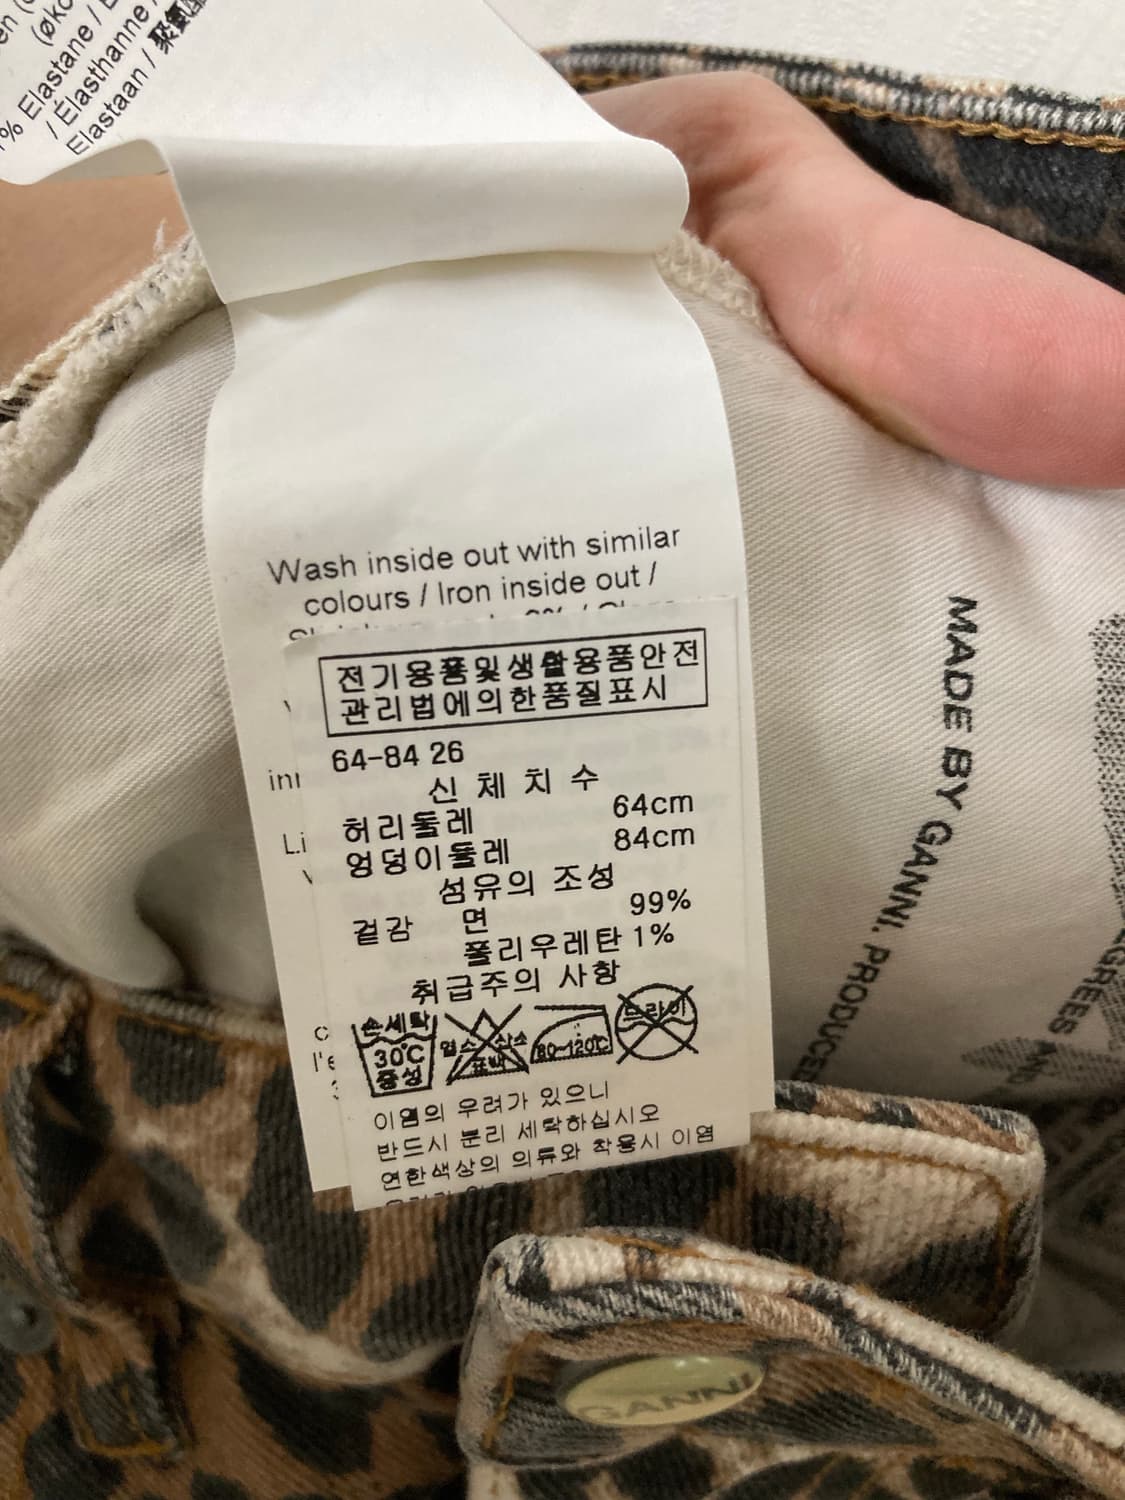 % Elastane /
/ Élasthanne /
Elastaan /
Wash inside out with similar
colours / Iron inside out /
전기용품및생활용품안전
관리법에의한품질표시
64-84 26
신 체 치 수
허리둘레 64cm
엉덩이둘레 84cm
섬유의 조성
겉감 면 99%
폴리우레탄 1%
취급주의 사항
손세탁
30℃
중성
염소 산소
표백
80~120℃
드라이
이염의 우려가 있으니
반드시 분리 세탁하십시오
연한색상의 의류와 착용시 이염
MADE BY GANNI.
PRODUCED
GANNI